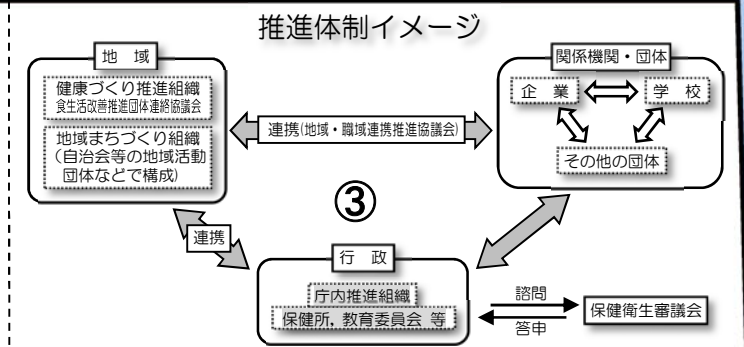 推進体制イメージ
地 域
健康づくり推進組織
食生活改善推進団体連絡協議会
地域まちづくり組織
(自治会等の地域活動
団体などで構成)
関係機関・団体
企 業
学 校
その他の団体
連携(地域・職域連携推進協議会)
③
連携
行 政
庁内推進組織
保健所,教育委員会 等
諮問
答申
保健衛生審議会